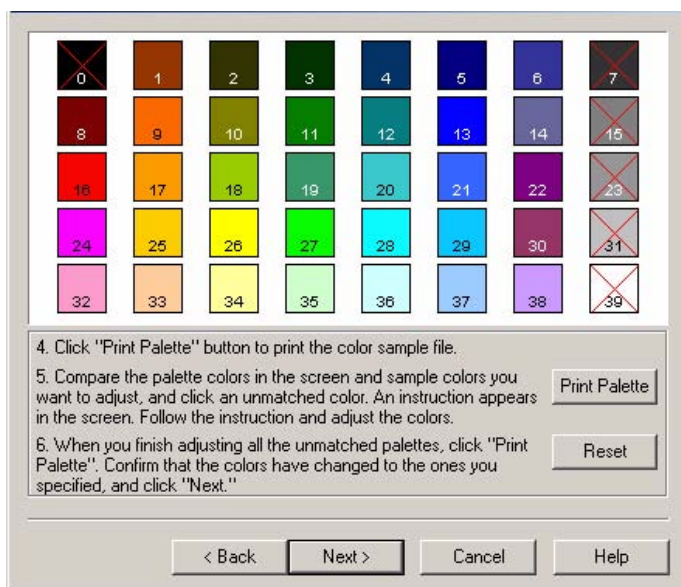 0 1 2 3 4 5 6 7
8 9 10 11 12 13 14 15
16 17 18 19 20 21 22 23
24 25 26 27 28 29 30 31
32 33 34 35 36 37 38 39
4. Click "Print Palette" button to print the color sample file.
5. Compare the palette colors in the screen and sample colors you
want to adjust, and click an unmatched color. An instruction appears
in the screen. Follow the instruction and adjust the colors.
Print Palette
6. When you finish adjusting all the unmatched palettes, click "Print
Palette". Confirm that the colors have changed to the ones you
specified, and click "Next."
Reset
< Back
Next >
Cancel
Help